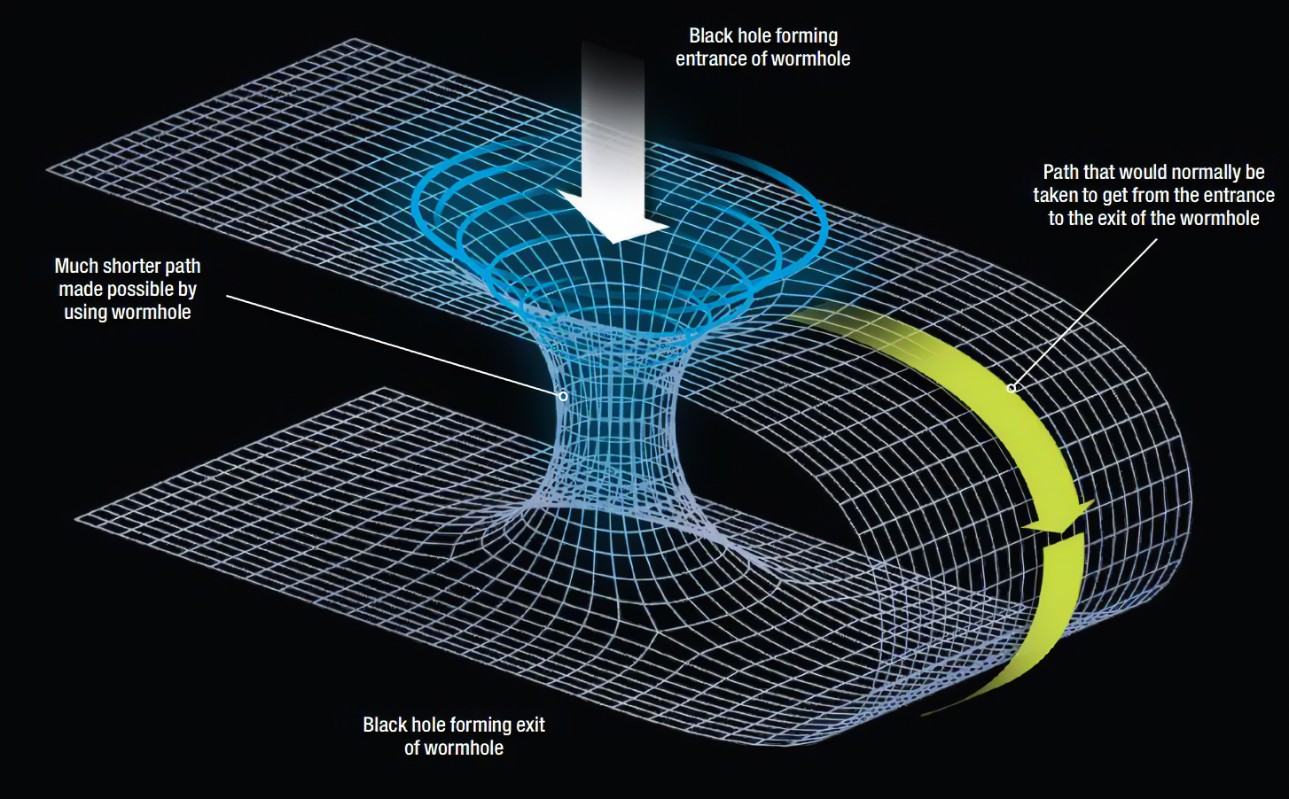 Black hole forming
entrance of wormhole
Path that would normally be
taken to get from the entrance
to the exit of the wormhole
Much shorter path
made possible by
using wormhole
Black hole forming exit
of wormhole